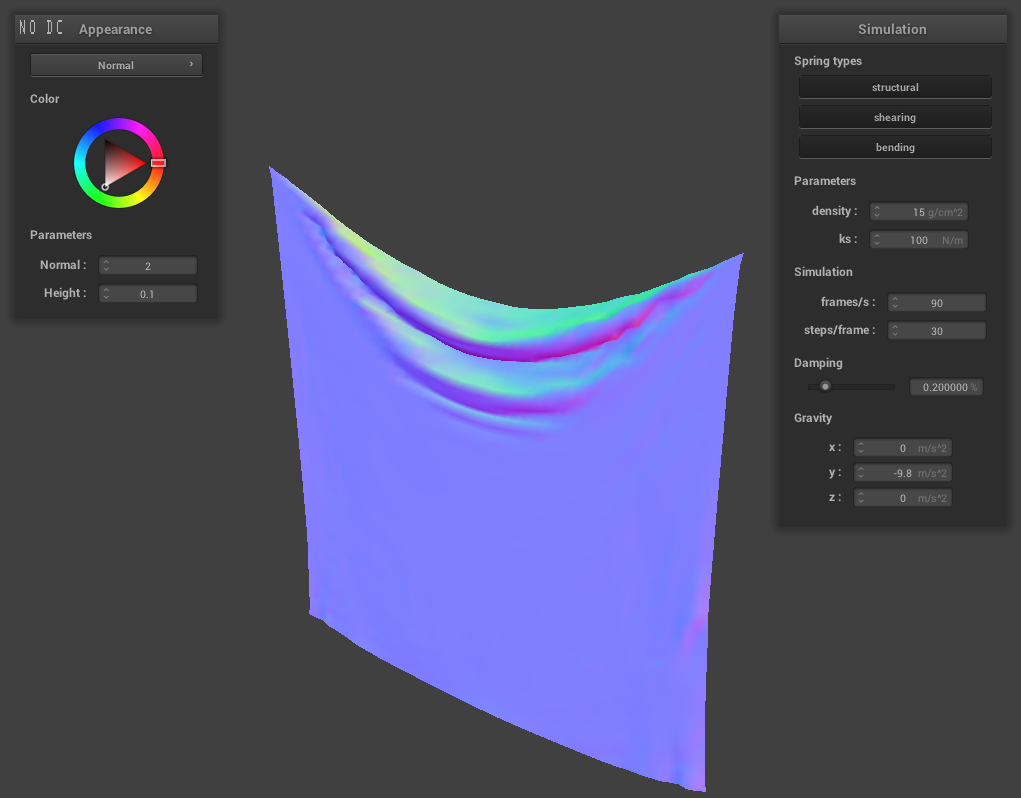 NO DC
Appearance
Normal
Color
Parameters
Normal : 2
Height : 0.1
Simulation
Spring types
structural
shearing
bending
Parameters
density : 15 g/cm^2
ks : 100 N/m
Simulation
frames/s : 90
steps/frame : 30
Damping
0.200000 %
Gravity
x : 0 m/s^2
y : -9.8 m/s^2
z : 0 m/s^2